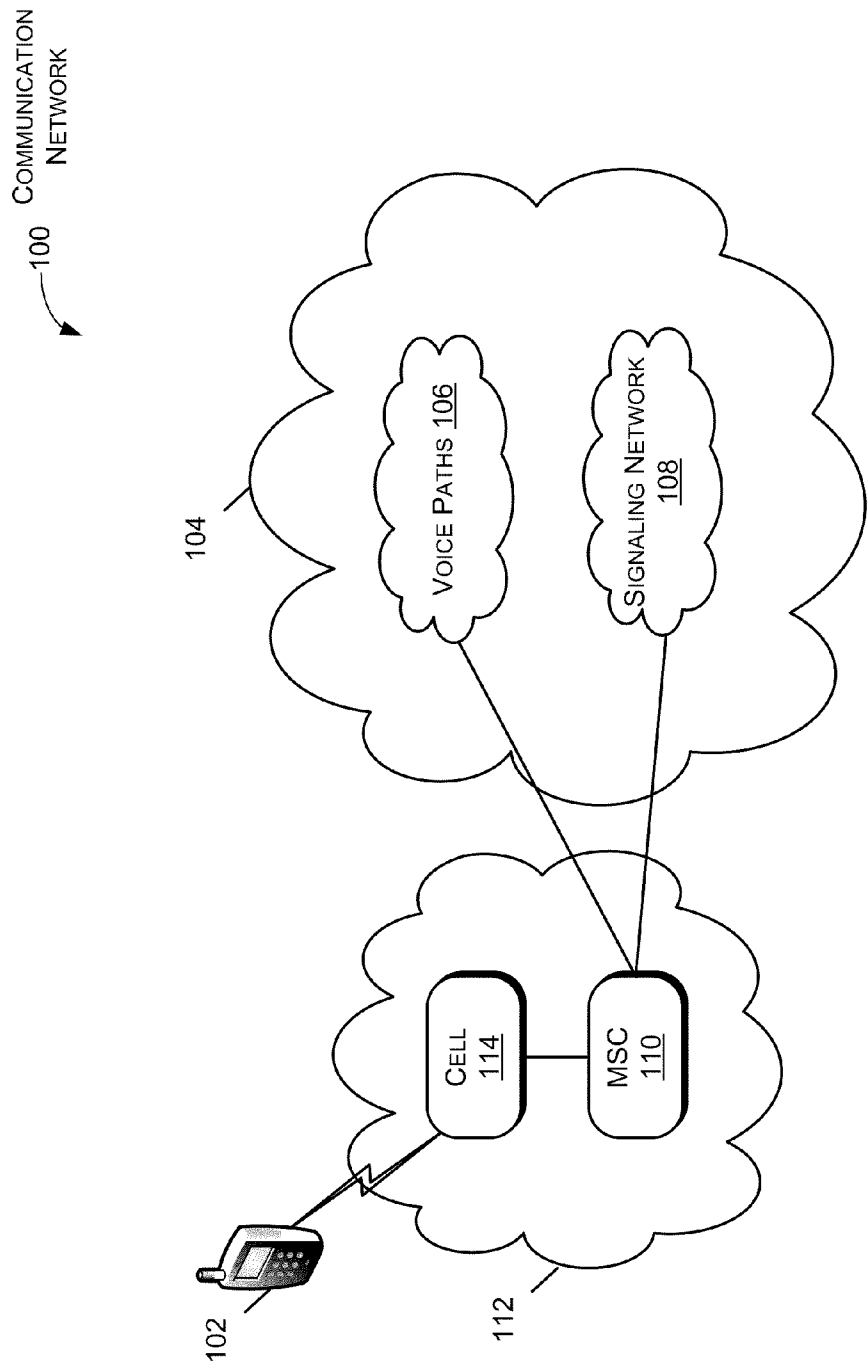 100 COMMUNICATION
NETWORK
104
VOICE PATHS 106
SIGNALING NETWORK
108
102
CELL
114
MSC
110
112